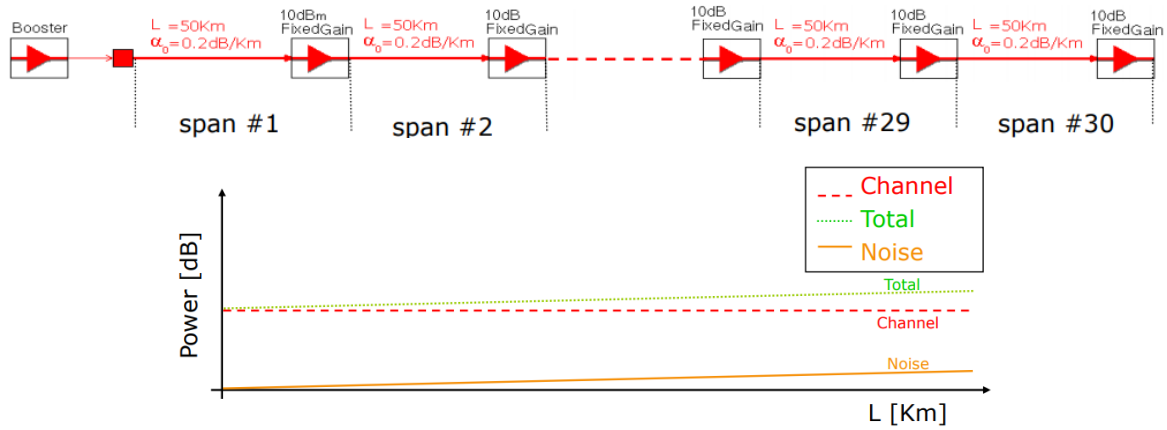 Booster
L =50Km
α₀=0.2dB/Km
10dBm
FixedGain
L =50Km
α₀=0.2dB/Km
10dB
FixedGain
10dB
FixedGain
L =50Km
α₀=0.2dB/Km
10dB
FixedGain
L =50Km
α₀=0.2dB/Km
10dB
FixedGain
span #1
span #2
span #29
span #30
Channel
Total
Noise
Power [dB]
Total
Channel
Noise
L [Km]